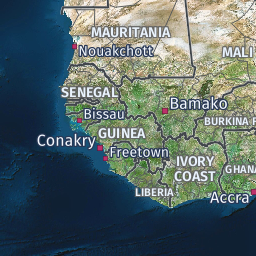 MAURITANIA
Nouakchott
MALI
SENEGAL
Bamako
Bissau
BURKINA F
GUINEA
Conakry
Freetown
IVORY
COAST
GHANA
LIBERIA
Accra